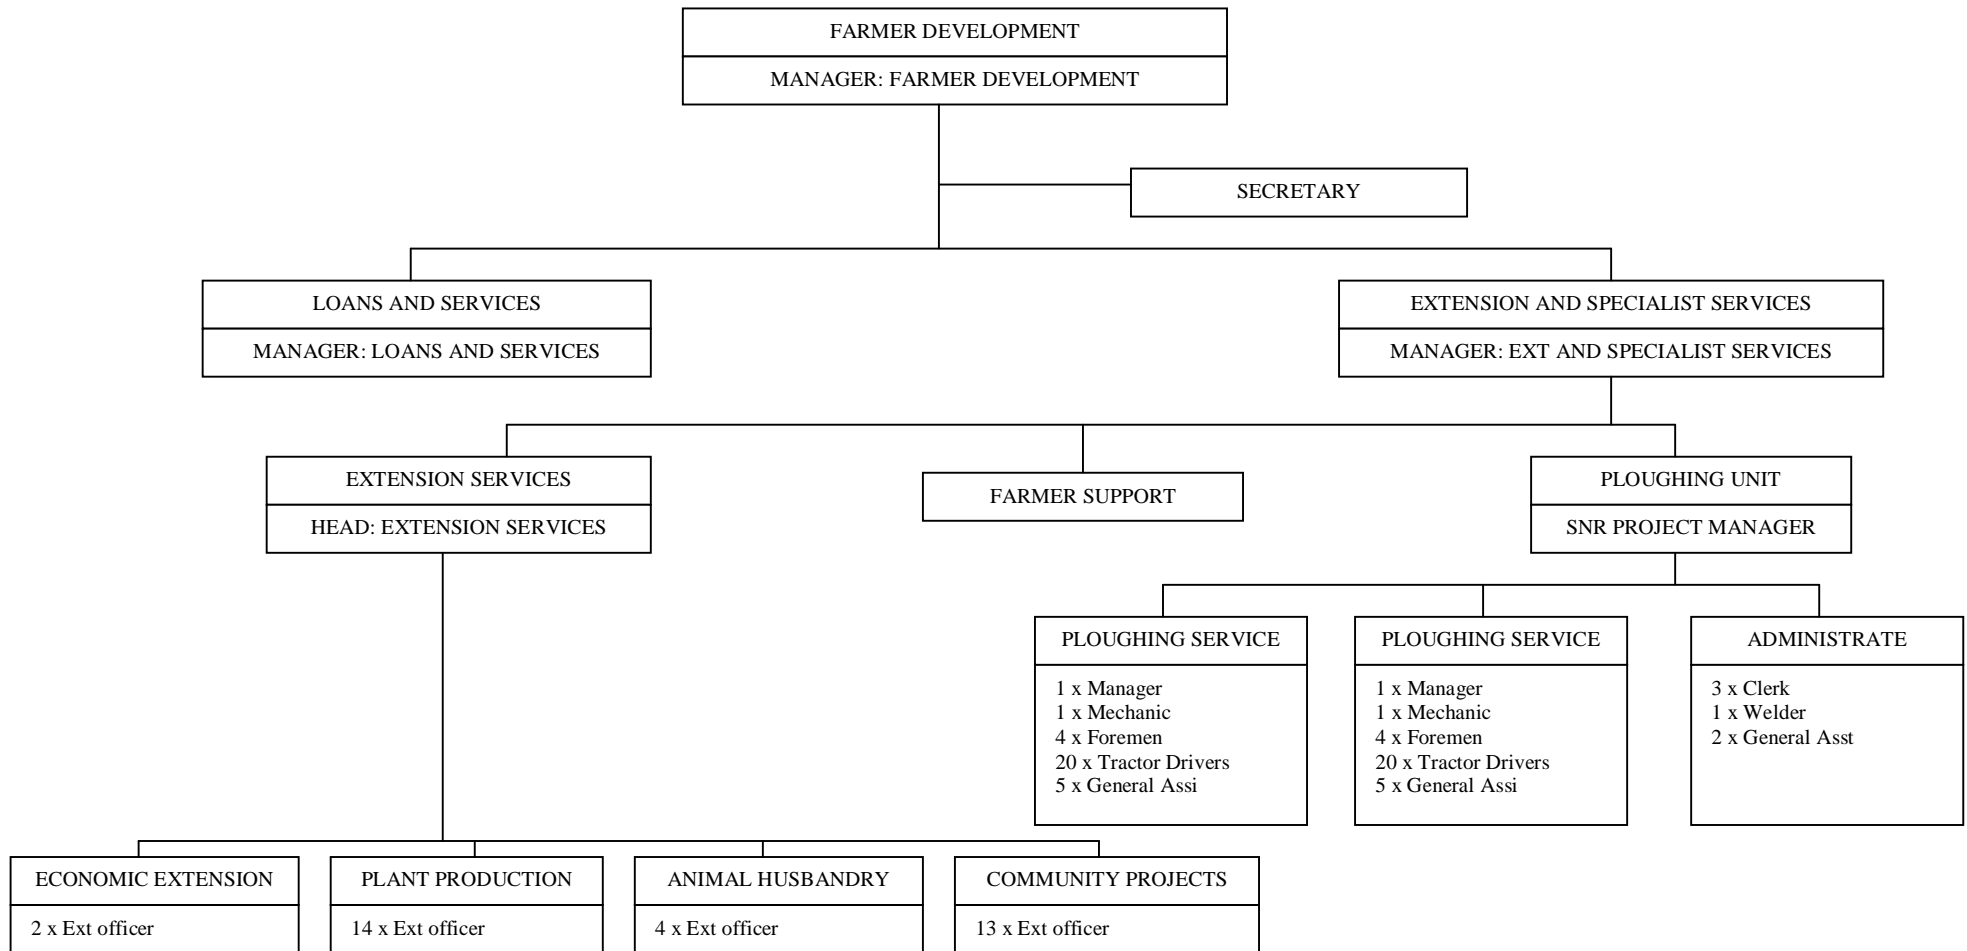 FARMER DEVELOPMENT
MANAGER: FARMER DEVELOPMENT
SECRETARY
LOANS AND SERVICES
MANAGER: LOANS AND SERVICES
EXTENSION AND SPECIALIST SERVICES
MANAGER: EXT AND SPECIALIST SERVICES
EXTENSION SERVICES
HEAD: EXTENSION SERVICES
FARMER SUPPORT
PLOUGHING UNIT
SNR PROJECT MANAGER
PLOUGHING SERVICE
1 x Manager
1 x Mechanic
4 x Foremen
20 x Tractor Drivers
5 x General Assi
PLOUGHING SERVICE
1 x Manager
1 x Mechanic
4 x Foremen
20 x Tractor Drivers
5 x General Assi
ADMINISTRATE
3 x Clerk
1 x Welder
2 x General Asst
ECONOMIC EXTENSION
2 x Ext officer
PLANT PRODUCTION
14 x Ext officer
ANIMAL HUSBANDRY
4 x Ext officer
COMMUNITY PROJECTS
13 x Ext officer